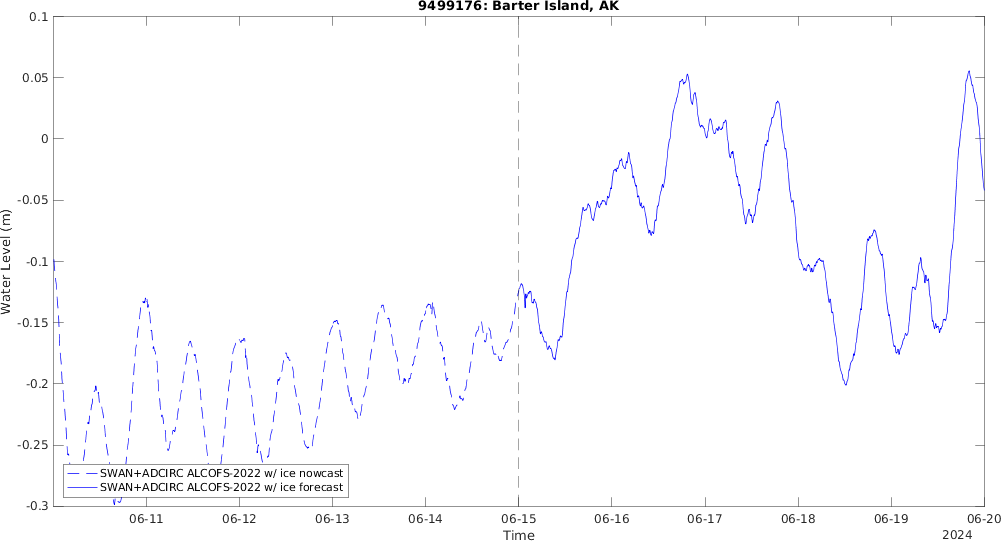 9499176: Barter Island, AK
0.1
0.05
0
-0.05
-0.1
-0.15
-0.2
-0.25
-0.3
Water Level (m)
SWAN+ADCIRC ALCOFS-2022 w/ ice nowcast
SWAN+ADCIRC ALCOFS-2022 w/ ice forecast
06-11 06-12 06-13 06-14 06-15 06-16 06-17 06-18 06-19 06-20
Time
2024